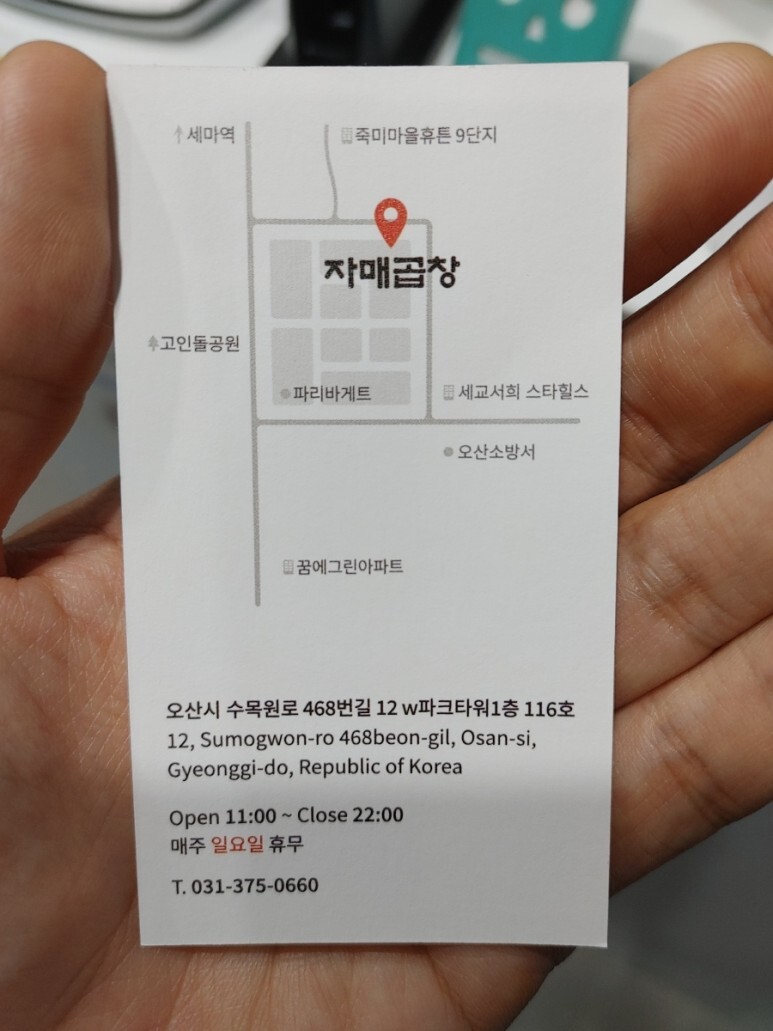 세마역
죽미마을휴튼 9단지
자매곱창
고인돌공원
파리바게트
세교서희 스타힐스
오산소방서
꿈에그린아파트
오산시 수목원로 468번길 12 w파크타워1층 116호
12, Sumogwon-ro 468beon-gil, Osan-si,
Gyeonggi-do, Republic of Korea
Open 11:00 ~ Close 22:00
매주 일요일 휴무
T. 031-375-0660